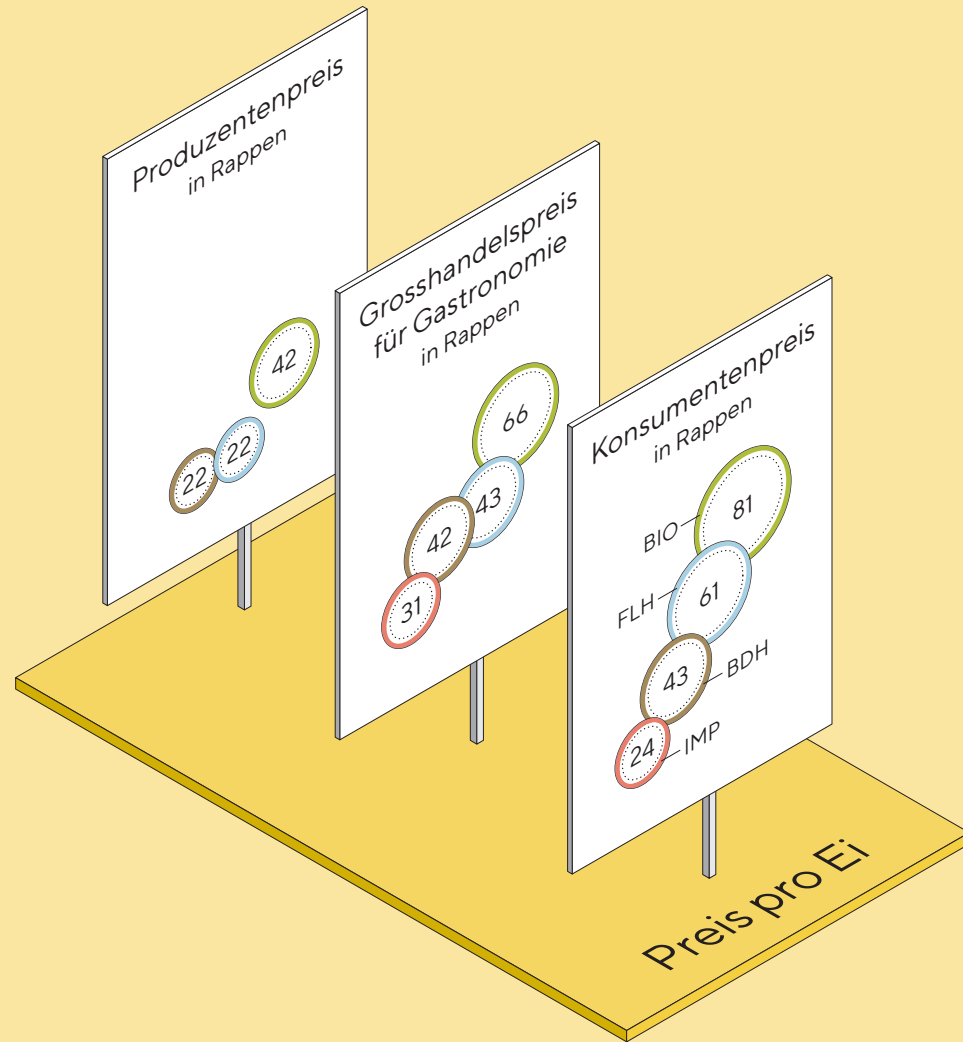 Produzentenpreis
in Rappen
42
22
22
Grosshandelspreis
für Gastronomie
in Rappen
66
43
42
31
Konsumentenpreis
in Rappen
BIO
81
FLH
61
43
BDH
24
IMP
Preis pro Ei